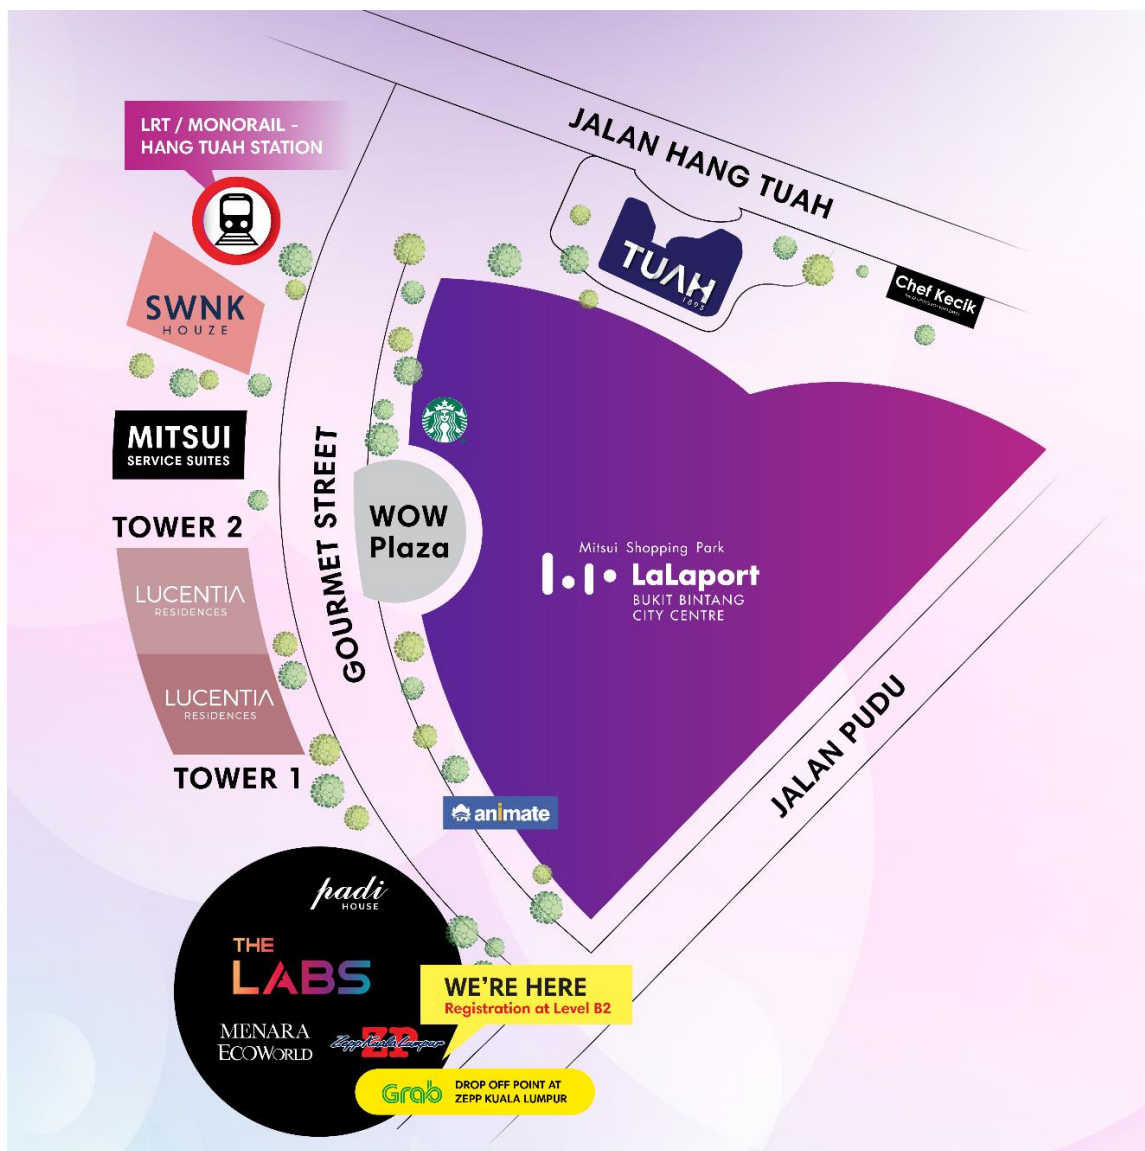 JALAN HANG TUAH
LRT / MONORAIL -
HANG TUAH STATION
TUAH
1895
Chef Kecik
SWNK
HOUZE
MITSUI
SERVICE SUITES
GOURMET STREET
WOW
Plaza
TOWER 2
LUCENTIA
RESIDENCES
LUCENTIA
RESIDENCES
TOWER 1
Mitsui Shopping Park
LaLaport
BUKIT BINTANG
CITY CENTRE
JALAN PUDU
animate
padi
HOUSE
THE
LABS
MENARA
ECOWORLD
Zepp Kuala Lumpur
ZP
WE'RE HERE
Registration at Level B2
Grab
DROP OFF POINT AT
ZEPP KUALA LUMPUR